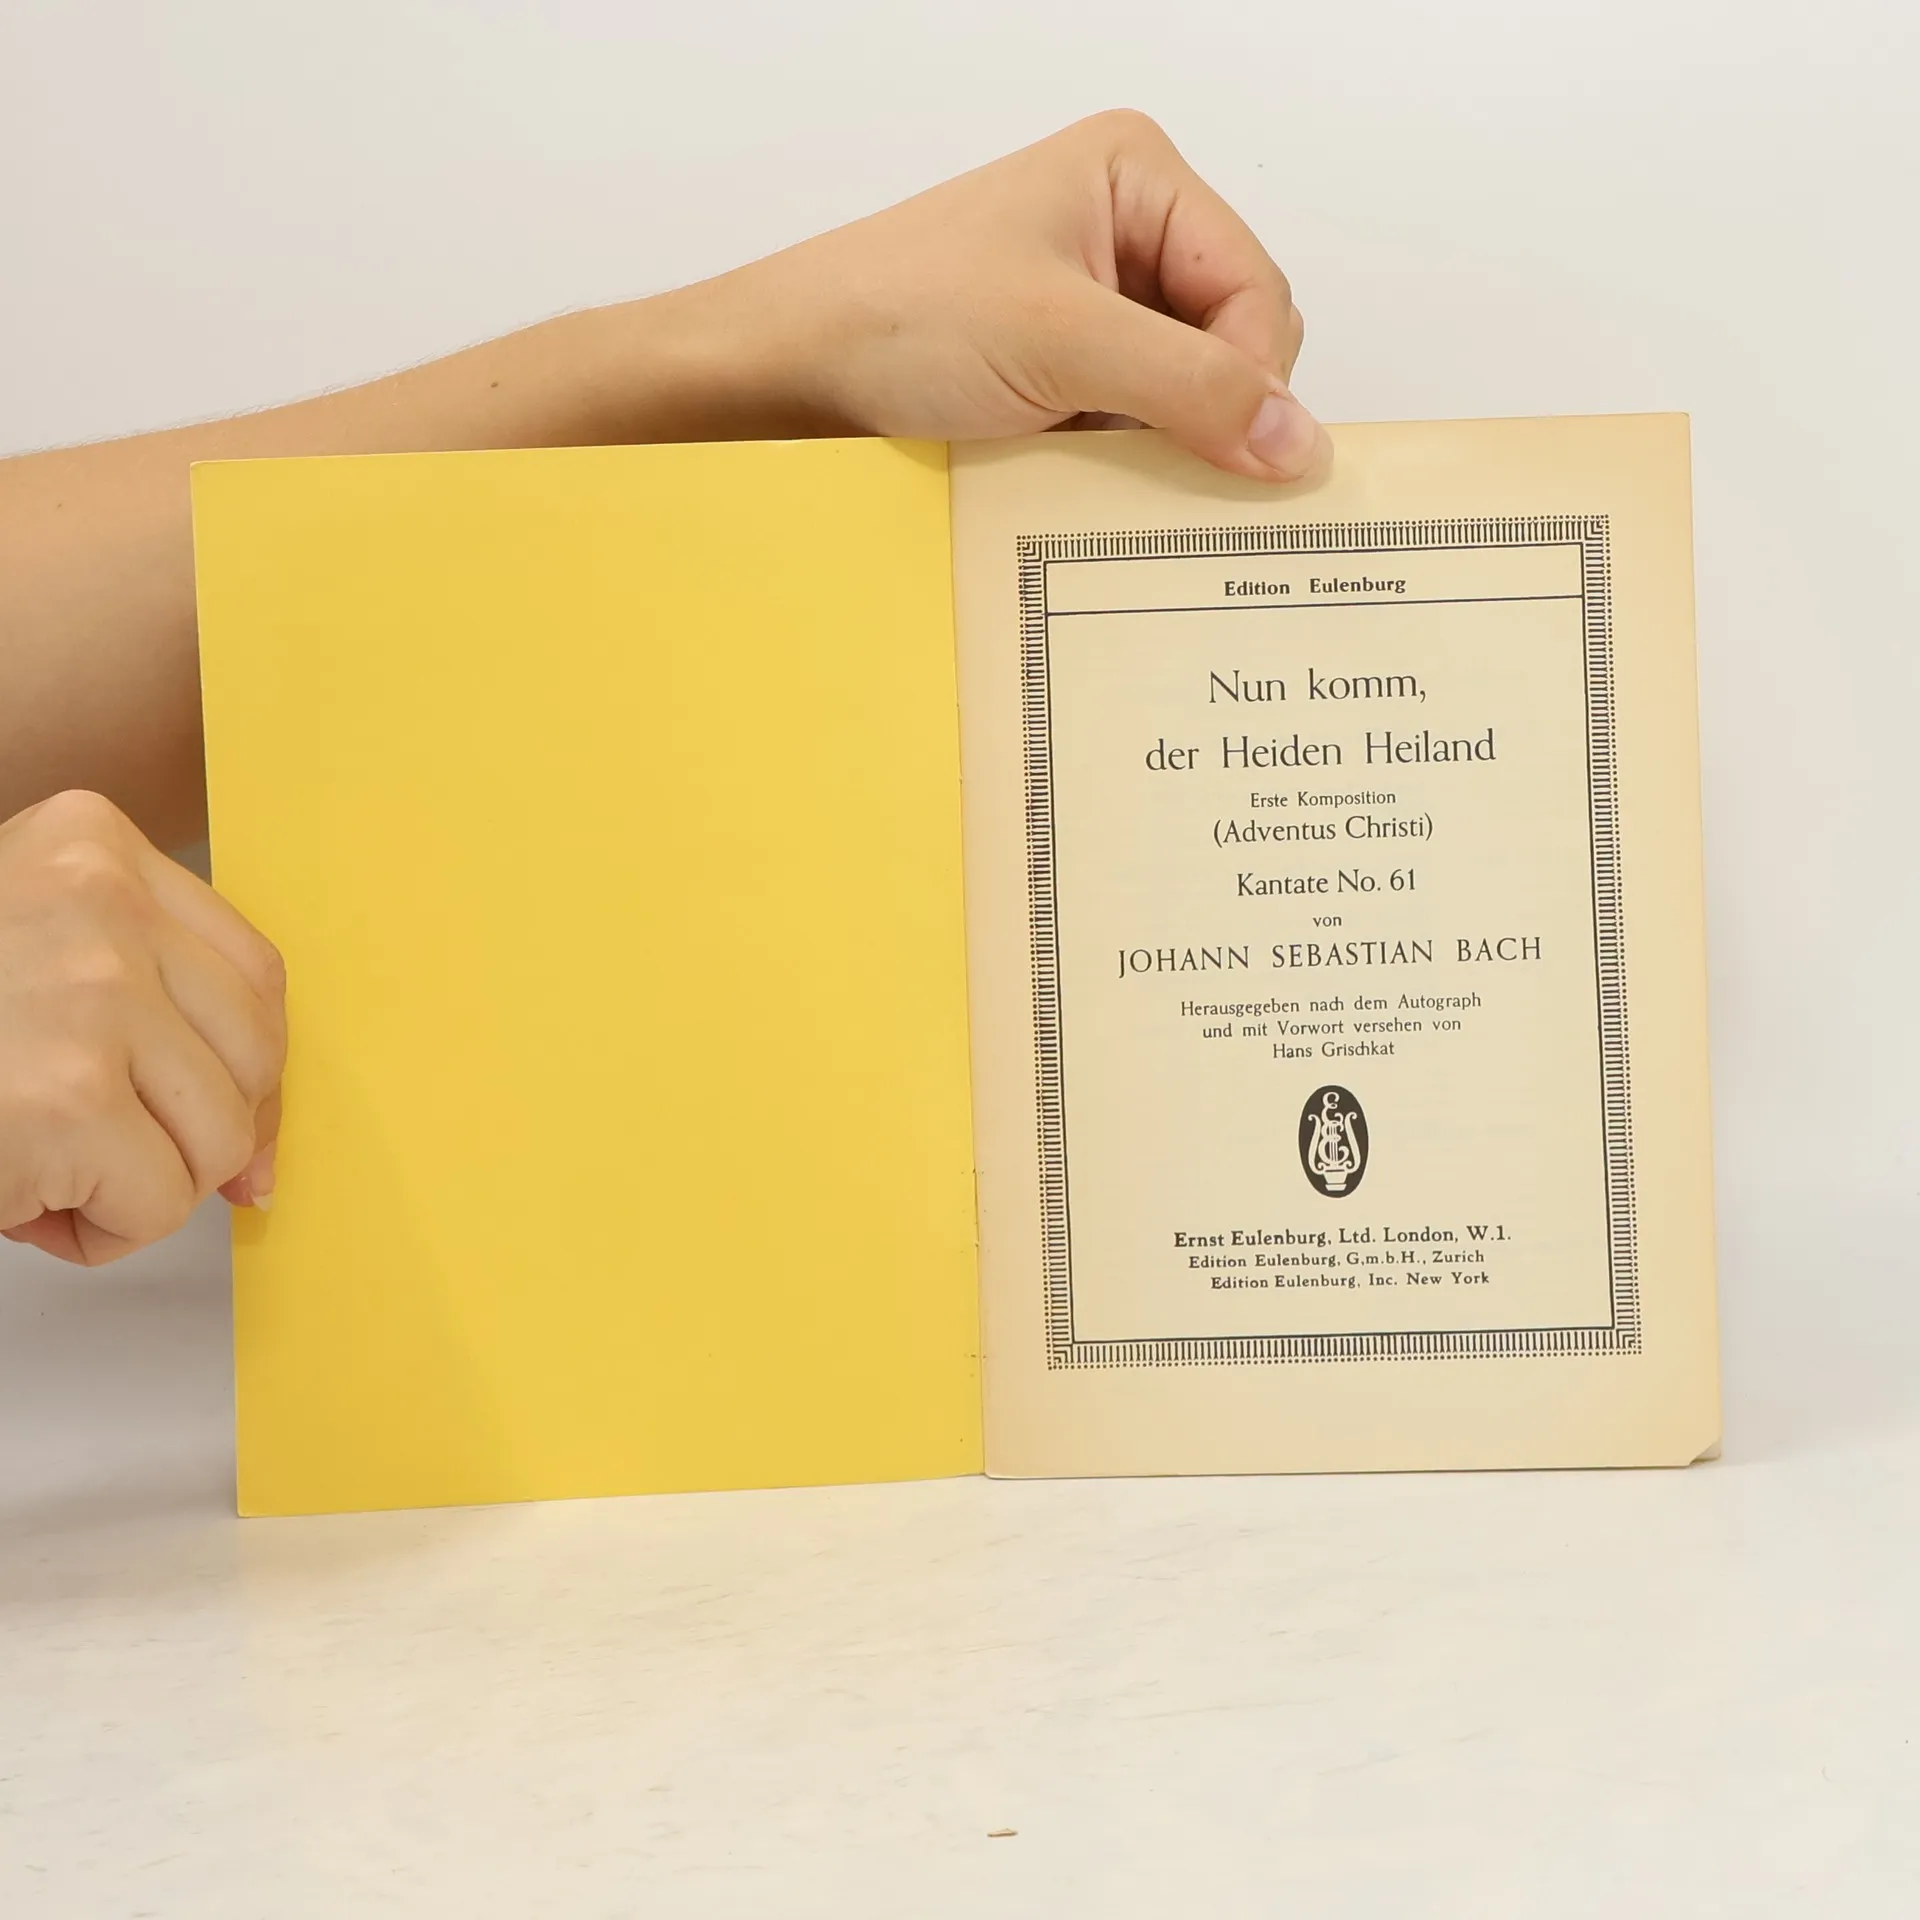 Edition Eulenburg
Nun komm,
der Heiden Heiland
Erste Komposition
(Adventus Christi)
Kantate No. 61
von
JOHANN SEBASTIAN BACH
Herausgegeben nach dem Autograph
und mit Vorwort versehen von
Hans Grischkat
Ernst Eulenburg, Ltd. London, W.1.
Edition Eulenburg, G,m.b.H., Zurich
Edition Eulenburg, Inc. New York